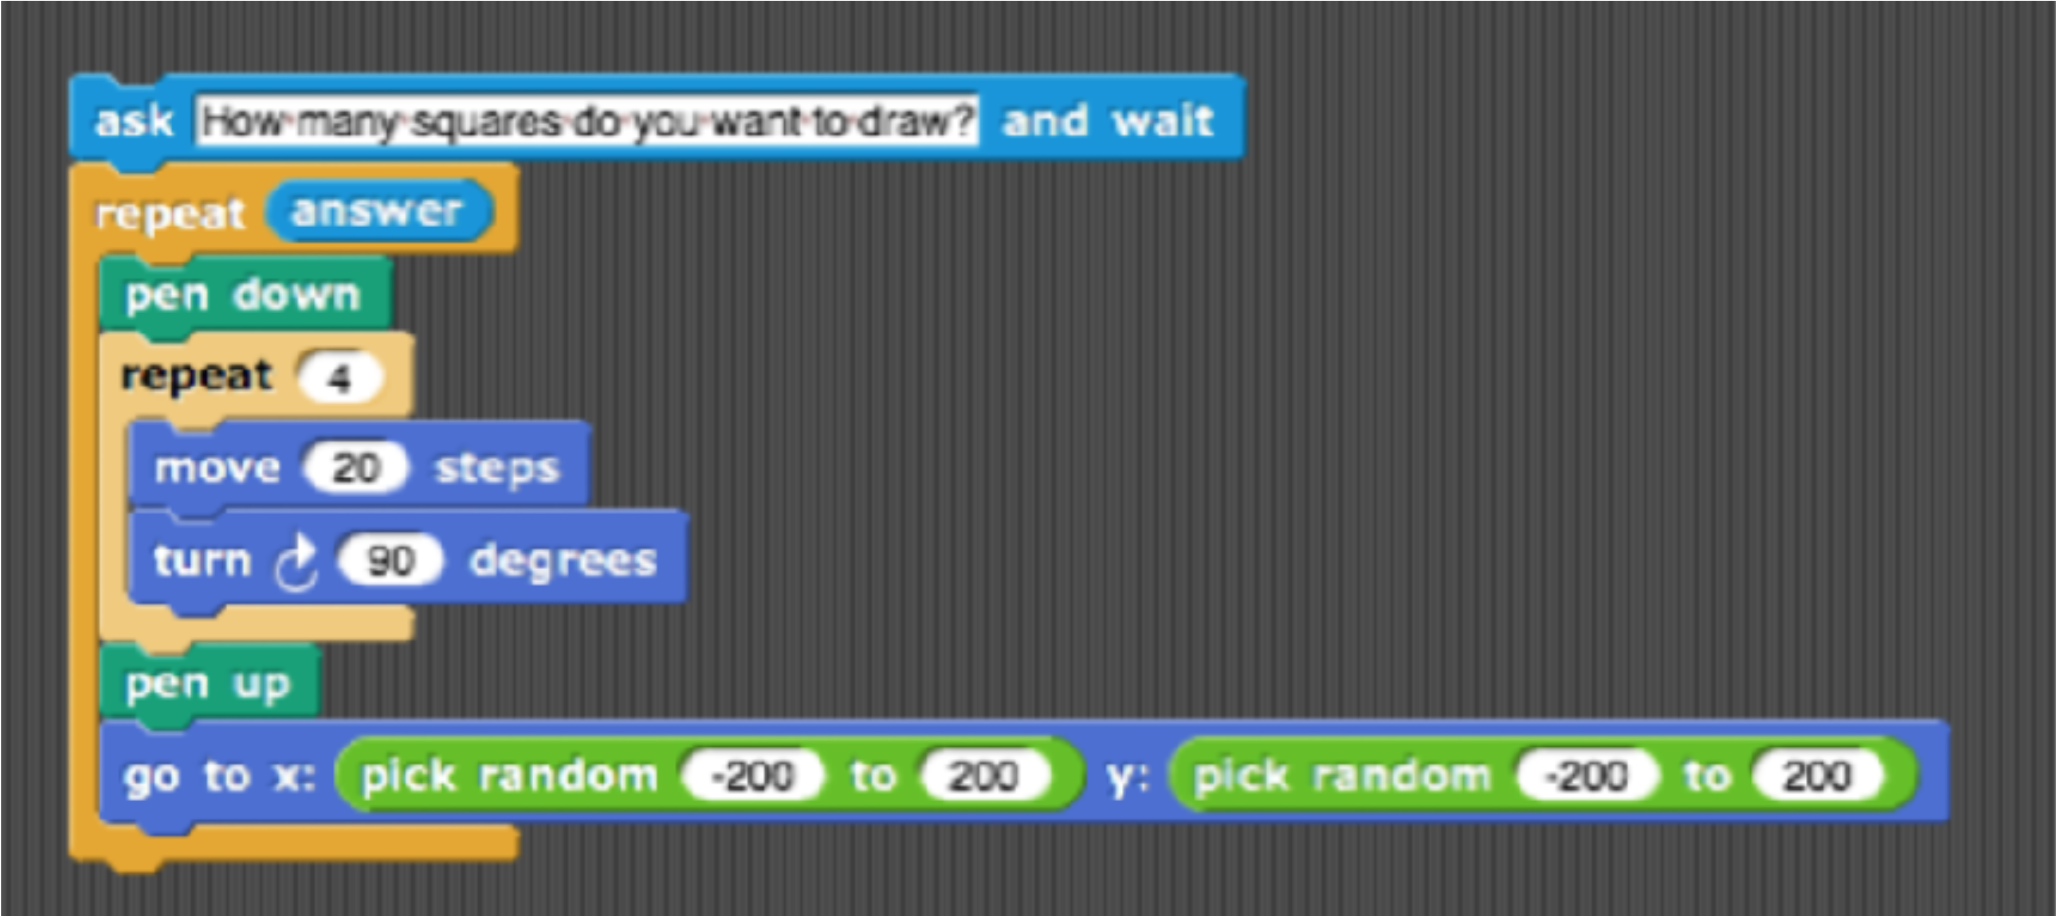 ask How many squares do you want to draw? and wait
repeat answer
pen down
repeat 4
move 20 steps
turn 90 degrees
pen up
go to x: pick random -200 to 200 y: pick random -200 to 200